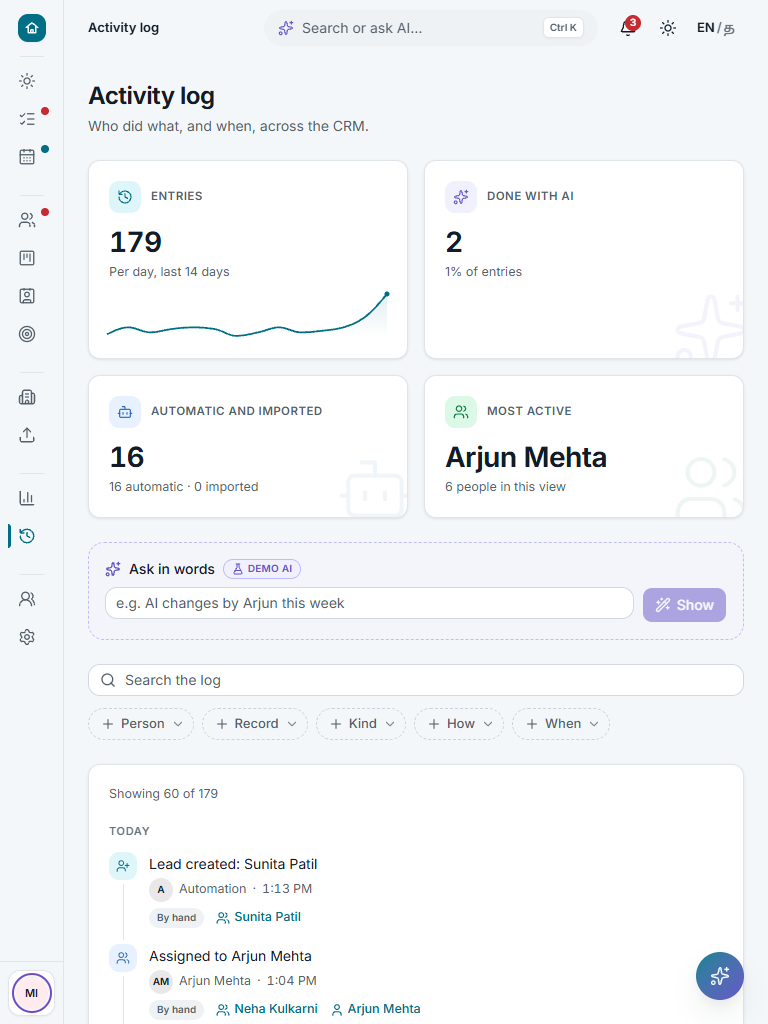 Activity log
Search or ask AI...
Ctrl K
3
EN / த
Activity log
Who did what, and when, across the CRM.
ENTRIES
179
Per day, last 14 days
DONE WITH AI
2
1% of entries
AUTOMATIC AND IMPORTED
16
16 automatic · 0 imported
MOST ACTIVE
Arjun Mehta
6 people in this view
Ask in words
DEMO AI
e.g. AI changes by Arjun this week
Show
Search the log
Person
Record
Kind
How
When
Showing 60 of 179
TODAY
Lead created: Sunita Patil
A Automation · 1:13 PM
By hand Sunita Patil
Assigned to Arjun Mehta
AM Arjun Mehta · 1:04 PM
By hand Neha Kulkarni Arjun Mehta
MI